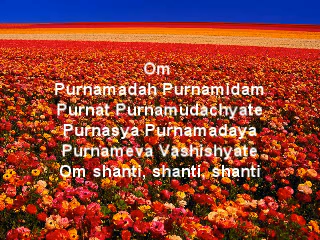 Om
Purnamadah Purnamidam
Purnat Purnamudachyate
Purnasya Purnamadaya
Purnameva Vashishyate
Om shanti, shanti, shanti